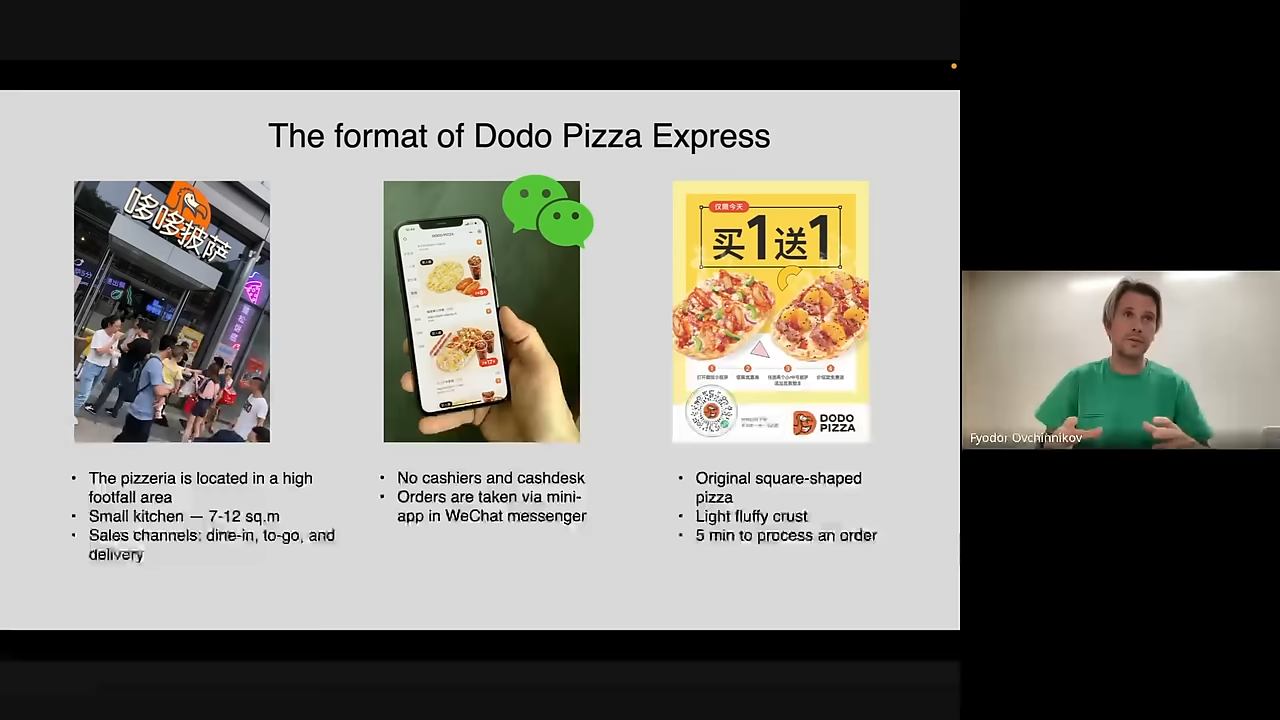 The format of Dodo Pizza Express
哆哆披萨
仅限今天
买1送1
DODO
PIZZA
• The pizzeria is located in a high
footfall area
• Small kitchen — 7-12 sq.m
• Sales channels: dine-in, to-go, and
delivery
• No cashiers and cashdesk
• Orders are taken via mini-
app in WeChat messenger
• Original square-shaped
pizza
• Light fluffy crust
• 5 min to process an order
Fyodor Ovchinnikov